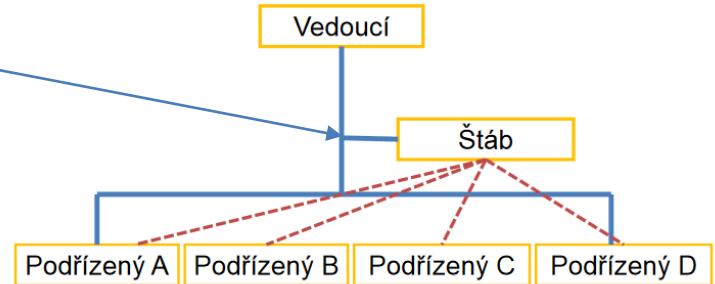 Vedoucí
Štáb
Podřízený A
Podřízený B
Podřízený C
Podřízený D